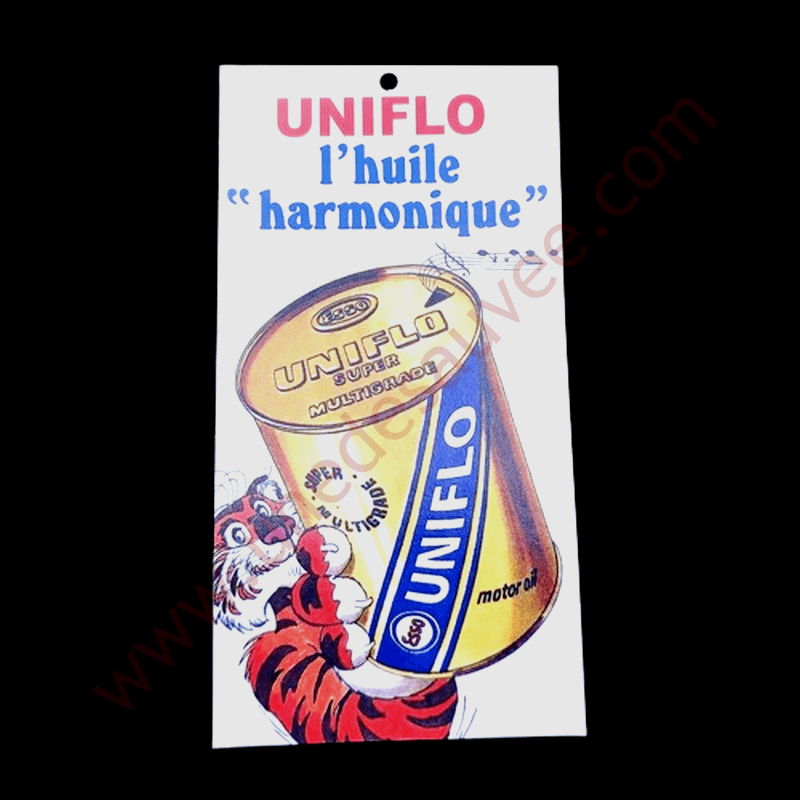 UNIFLO
l'huile
“harmonique”
ESSO
UNIFLO
SUPER
MULTIGRADE
·SUPER·
MULTIGRADE
UNIFLO
Esso
motor oil